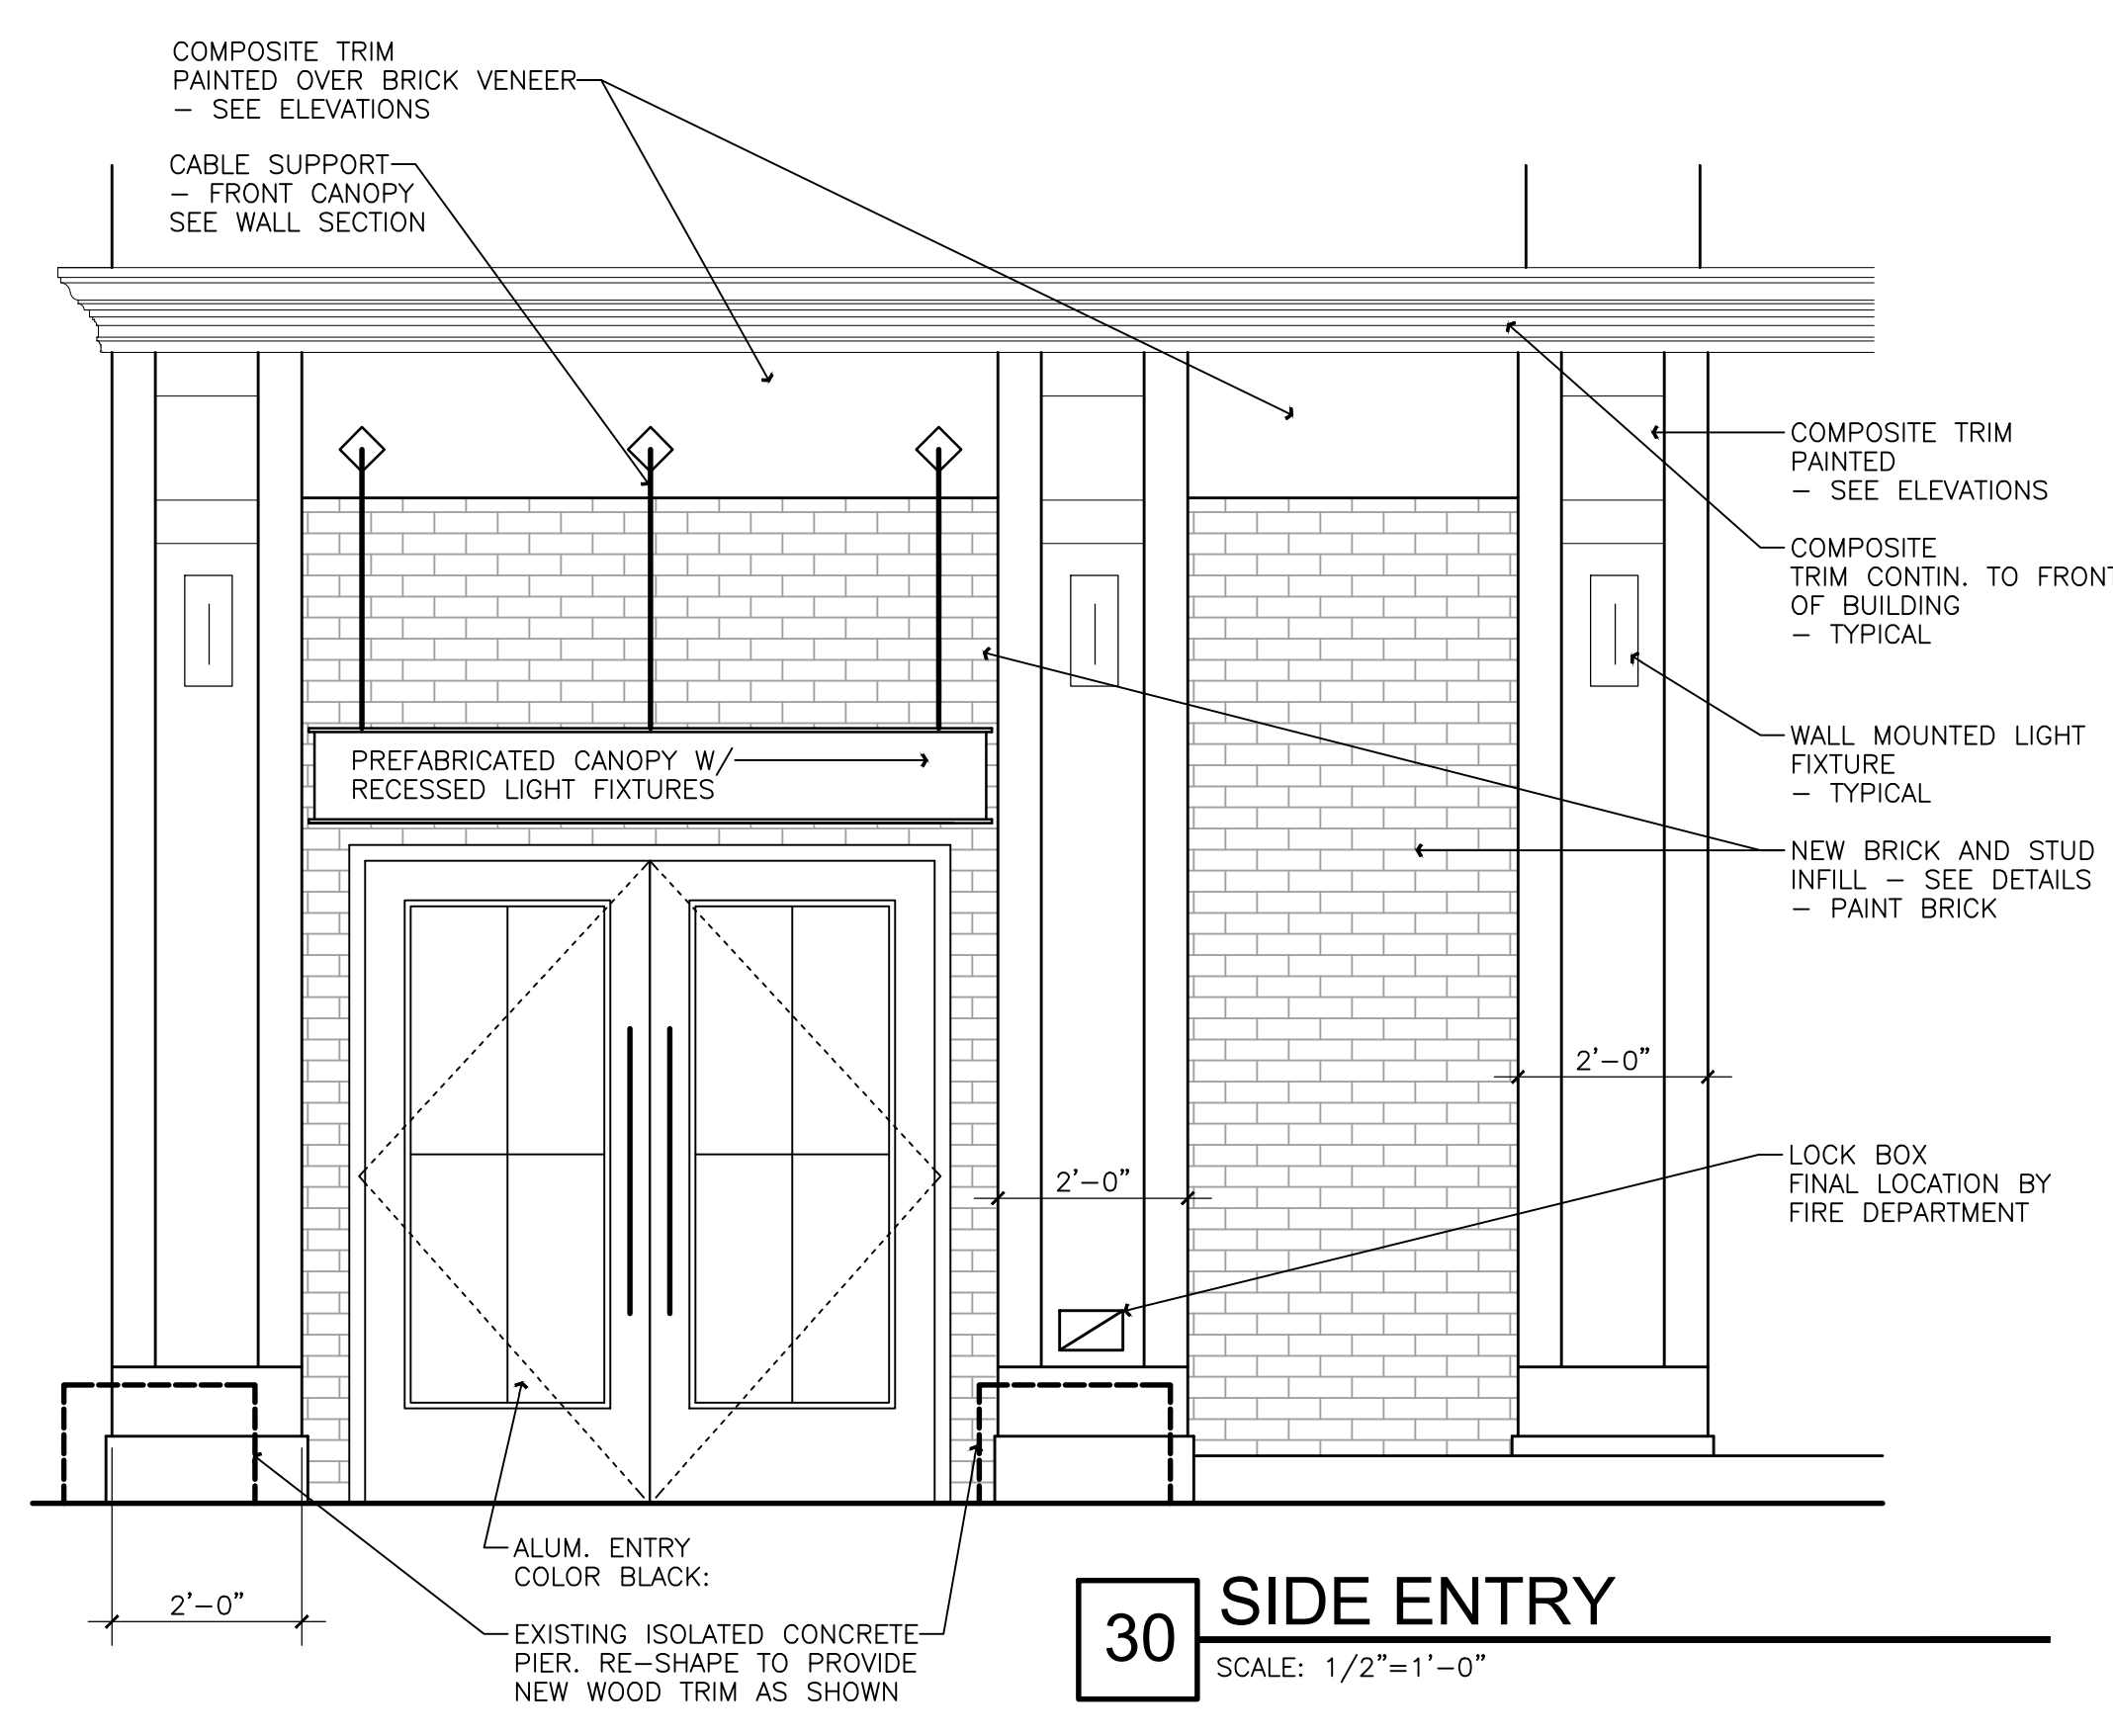 COMPOSITE TRIM
PAINTED OVER BRICK VENEER
- SEE ELEVATIONS
CABLE SUPPORT
- FRONT CANOPY
SEE WALL SECTION
COMPOSITE TRIM
PAINTED
- SEE ELEVATIONS
COMPOSITE
TRIM CONTIN. TO FRONT
OF BUILDING
- TYPICAL
WALL MOUNTED LIGHT
FIXTURE
- TYPICAL
PREFABRICATED CANOPY W/
RECESSED LIGHT FIXTURES
NEW BRICK AND STUD
INFILL - SEE DETAILS
- PAINT BRICK
2'-0"
2'-0"
LOCK BOX
FINAL LOCATION BY
FIRE DEPARTMENT
ALUM. ENTRY
COLOR BLACK:
2'-0"
EXISTING ISOLATED CONCRETE
PIER. RE-SHAPE TO PROVIDE
NEW WOOD TRIM AS SHOWN
30
SIDE ENTRY
SCALE: 1/2"=1'-0"